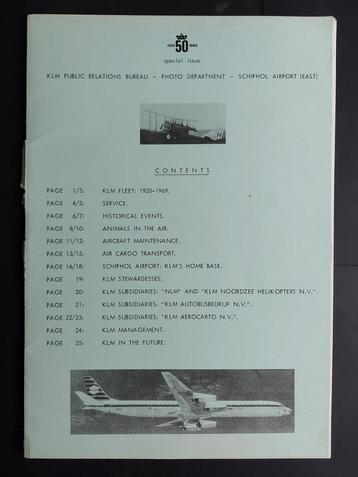 50
special issue
KLM PUBLIC RELATIONS BUREAU - PHOTO DEPARTMENT - SCHIPHOL AIRPORT (EAST)
CONTENTS
PAGE 1/3: KLM FLEET: 1920-1969.
PAGE 4/5: SERVICE.
PAGE 6/7: HISTORICAL EVENTS.
PAGE 8/10: ANIMALS IN THE AIR.
PAGE 11/12: AIRCRAFT MAINTENANCE.
PAGE 13/15: AIR CARGO TRANSPORT.
PAGE 16/18: SCHIPHOL AIRPORT: KLM'S HOME BASE.
PAGE 19: KLM STEWARDESSES.
PAGE 20: KLM SUBSIDIARIES: "NLM" AND "KLM NOORDZEE HELIKOPTERS N.V.".
PAGE 21: KLM SUBSIDIARIES: "KLM AUTOBUSBEDRIJF N.V.".
PAGE 22/23: KLM SUBSIDIARIES: "KLM AEROCARTO N.V.".
PAGE 24: KLM MANAGEMENT.
PAGE 25: KLM IN THE FUTURE.